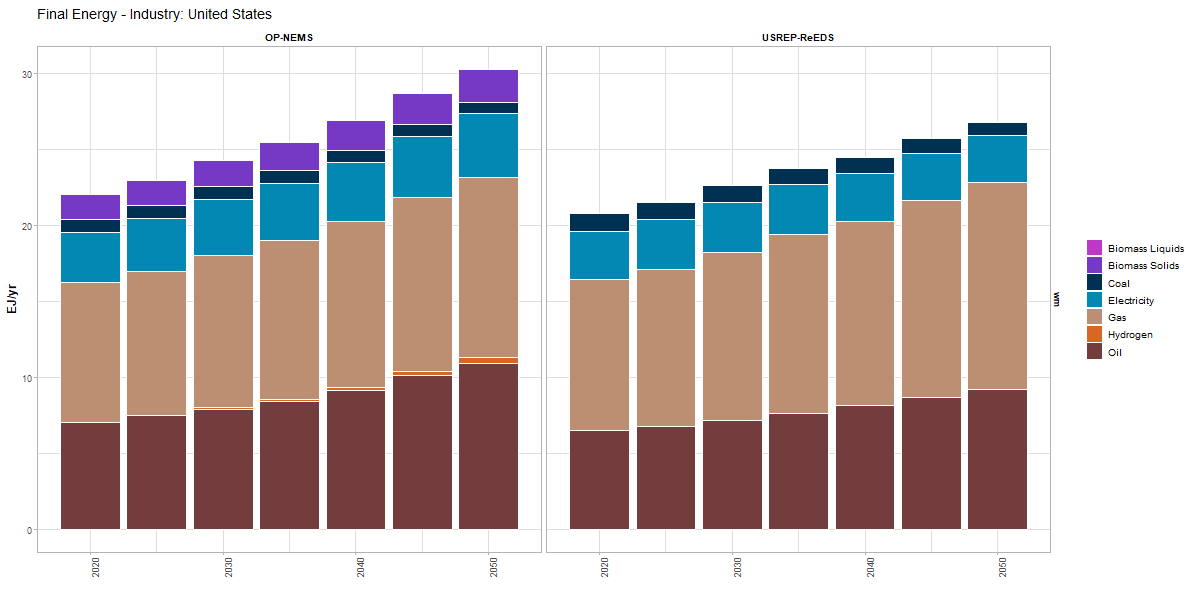 Final Energy - Industry: United States
OP-NEMS
USREP-ReEDS
EJ/yr
30
20
10
0
2020
2030
2040
2050
2020
2030
2040
2050
wm
Biomass Liquids
Biomass Solids
Coal
Electricity
Gas
Hydrogen
Oil